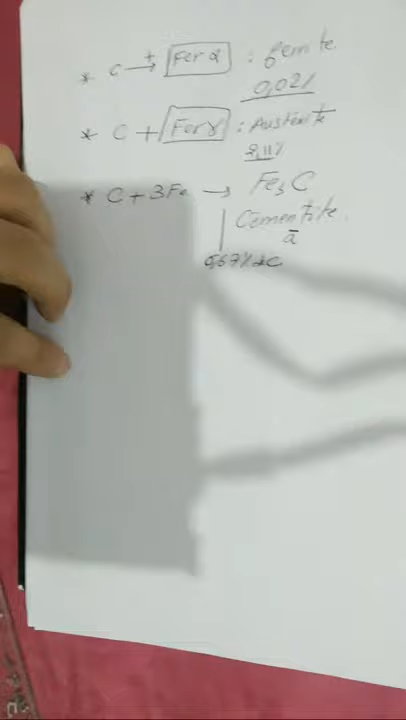 * C + → Fer α : ferrite
0,02%
* C + Fer γ : Austénite
2,11%
* C + 3Fe → Fe3C
Cementite.
à
6,67% de C